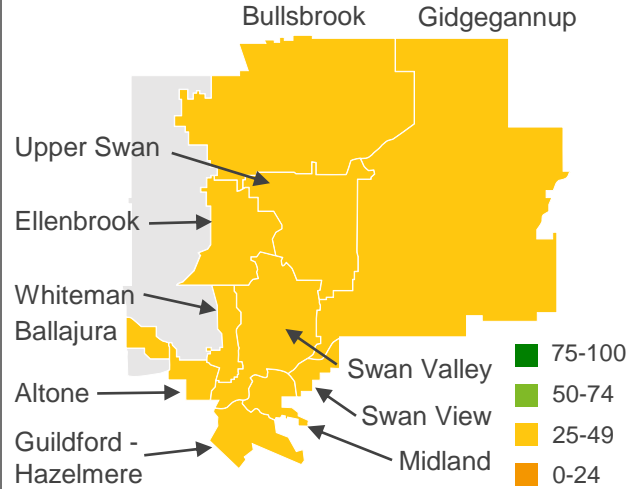 Bullsbrook Gidgegannup
Upper Swan
Ellenbrook
Whiteman
Ballajura
Altone
Guildford -
Hazelmere
Swan Valley
Swan View
Midland
75-100
50-74
25-49
0-24